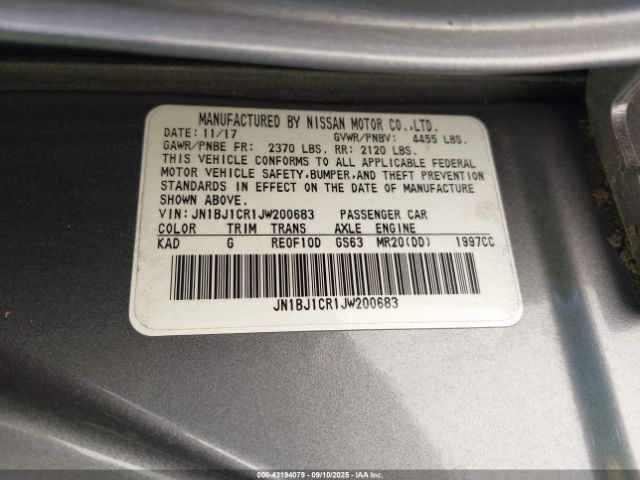 MANUFACTURED BY NISSAN MOTOR CO.,LTD.
DATE: 11/17 GVWR/PNBV: 4455 LBS.
GAWR/PNBE FR: 2370 LBS. RR: 2120 LBS.
THIS VEHICLE CONFORMS TO ALL APPLICABLE FEDERAL
MOTOR VEHICLE SAFETY,BUMPER,AND THEFT PREVENTION
STANDARDS IN EFFECT ON THE DATE OF MANUFACTURE
SHOWN ABOVE.
VIN: JN1BJ1CR1JW200683 PASSENGER CAR
COLOR TRIM TRANS AXLE ENGINE
KAD G RE0F10D GS63 MR20(DD) 1997CC
JN1BJ1CR1JW200683
©-43194079 - 09/10/2025 - IAAI.COM